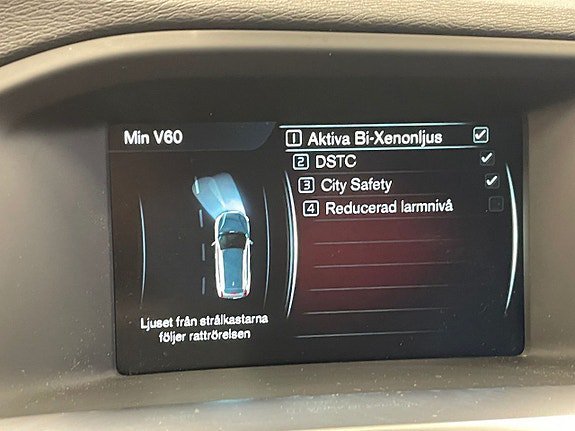 Min V60
1 Aktiva Bi-Xenonljus
2 DSTC
3 City Safety
4 Reducerad larmnivå
Ljuset från strålkastarna
följer rattrörelsen